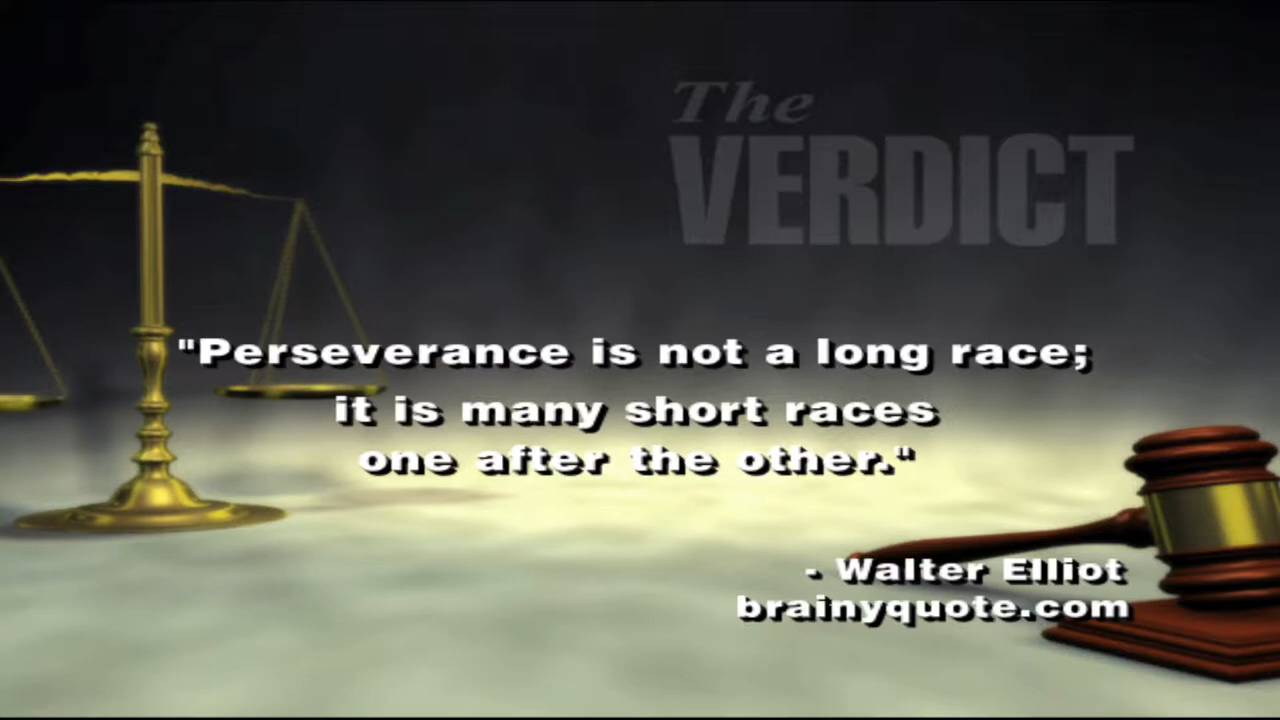 The
VERDICT
"Perseverance is not a long race;
it is many short races
one after the other."
- Walter Elliot
brainyquote.com